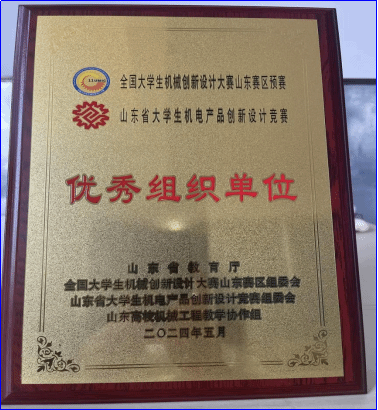 全国大学生机械创新设计大赛山东赛区预赛
山东省大学生机电产品创新设计竞赛
优秀组织单位
山东省教育厅
全国大学生机械创新设计大赛山东赛区组委会
山东省大学生机电产品创新设计竞赛组委会
山东高校机械工程教学协作组
二〇二四年五月